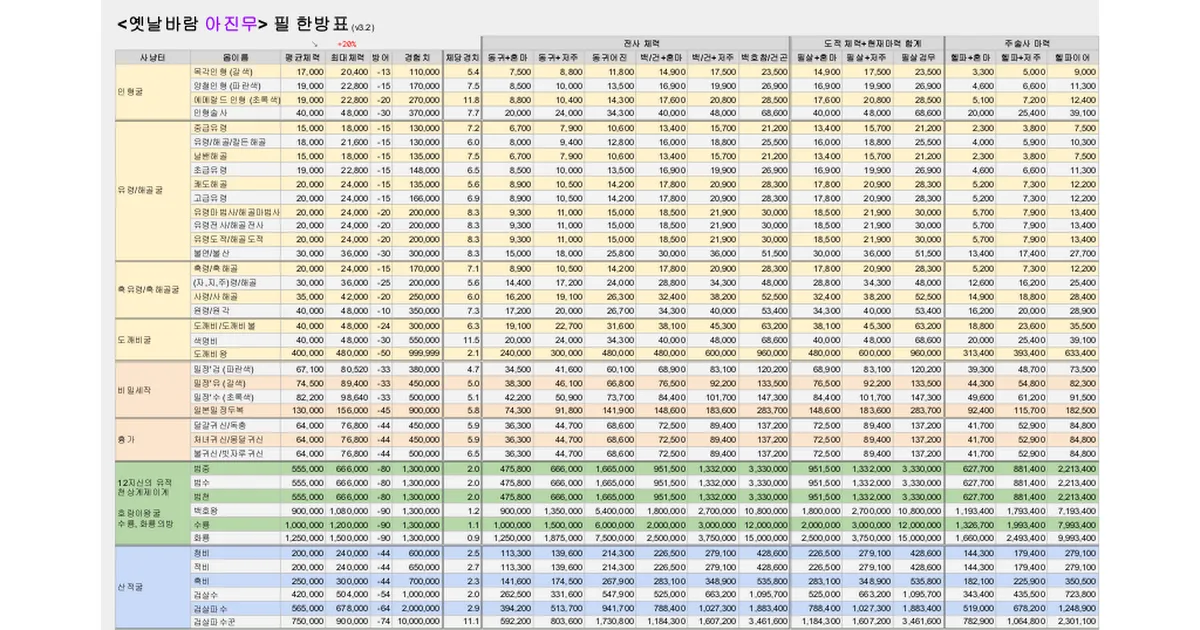 <옛날바람 아진무> 필 한방표 (v3.2)
↘ +20% 전사 체력 도적 체력+현재마력 합계 주술사 마력
사냥터 몹이름 평균체력 최대체력 방어 경험치 체당경치 동귀+혼마 동귀+저주 동귀어진 백/건+혼마 백/건+저주 백호참/건곤 필살+혼마 필살+저주 필살검무 헬파+혼마 헬파+저주 헬파이어
인형굴
목각인형 (갈색) 17,000 20,400 -13 110,000 5.4 7,500 8,800 11,800 14,900 17,500 23,500 14,900 17,500 23,500 3,300 5,000 9,000
양철인형 (파란색) 19,000 22,800 -15 170,000 7.5 8,500 10,000 13,500 16,900 19,900 26,900 16,900 19,900 26,900 4,600 6,600 11,300
에메랄드 인형 (초록색) 19,000 22,800 -20 270,000 11.8 8,800 10,400 14,300 17,600 20,800 28,500 17,600 20,800 28,500 5,100 7,200 12,400
인형술사 40,000 48,000 -30 370,000 7.7 20,000 24,000 34,300 40,000 48,000 68,600 40,000 48,000 68,600 20,000 25,400 39,100
유령/해골굴
중급유령 15,000 18,000 -15 130,000 7.2 6,700 7,900 10,600 13,400 15,700 21,200 13,400 15,700 21,200 2,300 3,800 7,500
유령/해골/칼든해골 18,000 21,600 -15 130,000 6.0 8,000 9,400 12,800 16,000 18,800 25,500 16,000 18,800 25,500 4,000 5,900 10,300
날쌘해골 15,000 18,000 -15 135,000 7.5 6,700 7,900 10,600 13,400 15,700 21,200 13,400 15,700 21,200 2,300 3,800 7,500
초급유령 19,000 22,800 -15 148,000 6.5 8,500 10,000 13,500 16,900 19,900 26,900 16,900 19,900 26,900 4,600 6,600 11,300
쾌도해골 20,000 24,000 -15 135,000 5.6 8,900 10,500 14,200 17,800 20,900 28,300 17,800 20,900 28,300 5,200 7,300 12,200
고급유령 20,000 24,000 -15 166,000 6.9 8,900 10,500 14,200 17,800 20,900 28,300 17,800 20,900 28,300 5,200 7,300 12,200
유령마법사/해골마법사 20,000 24,000 -20 200,000 8.3 9,300 11,000 15,000 18,500 21,900 30,000 18,500 21,900 30,000 5,700 7,900 13,400
유령전사/해골전사 20,000 24,000 -20 200,000 8.3 9,300 11,000 15,000 18,500 21,900 30,000 18,500 21,900 30,000 5,700 7,900 13,400
유령도적/해골도적 20,000 24,000 -20 200,000 8.3 9,300 11,000 15,000 18,500 21,900 30,000 18,500 21,900 30,000 5,700 7,900 13,400
불연/불산 30,000 36,000 -30 300,000 8.3 15,000 18,000 25,800 30,000 36,000 51,500 30,000 36,000 51,500 13,400 17,400 27,700
흑유령/흑해골굴
흑령/흑해골 20,000 24,000 -15 170,000 7.1 8,900 10,500 14,200 17,800 20,900 28,300 17,800 20,900 28,300 5,200 7,300 12,200
(자,지,주)령/해골 30,000 36,000 -25 200,000 5.6 14,400 17,200 24,000 28,800 34,300 48,000 28,800 34,300 48,000 12,600 16,200 25,400
사령/사해골 35,000 42,000 -20 250,000 6.0 16,200 19,100 26,300 32,400 38,200 52,500 32,400 38,200 52,500 14,900 18,800 28,400
원령/원각 40,000 48,000 -10 350,000 7.3 17,200 20,000 26,700 34,300 40,000 53,400 34,300 40,000 53,400 16,200 20,000 28,900
도깨비굴
도깨비/도깨비불 40,000 48,000 -24 300,000 6.3 19,100 22,700 31,600 38,100 45,300 63,200 38,100 45,300 63,200 18,800 23,600 35,500
색명비 40,000 48,000 -30 550,000 11.5 20,000 24,000 34,300 40,000 48,000 68,600 40,000 48,000 68,600 20,000 25,400 39,100
도깨비왕 400,000 480,000 -50 999,999 2.1 240,000 300,000 480,000 480,000 600,000 960,000 480,000 600,000 960,000 313,400 393,400 633,400
비밀세작
밀정'검 (파란색) 67,100 80,520 -33 380,000 4.7 34,500 41,600 60,100 68,900 83,100 120,200 68,900 83,100 120,200 39,300 48,700 73,500
밀정'유 (갈색) 74,500 89,400 -33 450,000 5.0 38,300 46,100 66,800 76,500 92,200 133,500 76,500 92,200 133,500 44,300 54,800 82,300
밀정'수 (초록색) 82,200 98,640 -33 500,000 5.1 42,200 50,900 73,700 84,400 101,700 147,300 84,400 101,700 147,300 49,600 61,200 91,500
일본밀정두복 130,000 156,000 -45 900,000 5.8 74,300 91,800 141,900 148,600 183,600 283,700 148,600 183,600 283,700 92,400 115,700 182,500
흉가
달걀귀신/독충 64,000 76,800 -44 450,000 5.9 36,300 44,700 68,600 72,500 89,400 137,200 72,500 89,400 137,200 41,700 52,900 84,800
처녀귀신/몽달귀신 64,000 76,800 -44 450,000 5.9 36,300 44,700 68,600 72,500 89,400 137,200 72,500 89,400 137,200 41,700 52,900 84,800
불귀신/빗자루귀신 64,000 76,800 -44 500,000 6.5 36,300 44,700 68,600 72,500 89,400 137,200 72,500 89,400 137,200 41,700 52,900 84,800
12지신의 유적
천상계제이계
호랑이왕굴
수룡, 화룡의방
범증 555,000 666,000 -80 1,300,000 2.0 475,800 666,000 1,665,000 951,500 1,332,000 3,330,000 951,500 1,332,000 3,330,000 627,700 881,400 2,213,400
범수 555,000 666,000 -80 1,300,000 2.0 475,800 666,000 1,665,000 951,500 1,332,000 3,330,000 951,500 1,332,000 3,330,000 627,700 881,400 2,213,400
범천 555,000 666,000 -80 1,300,000 2.0 475,800 666,000 1,665,000 951,500 1,332,000 3,330,000 951,500 1,332,000 3,330,000 627,700 881,400 2,213,400
백호왕 900,000 1,080,000 -90 1,300,000 1.2 900,000 1,350,000 5,400,000 1,800,000 2,700,000 10,800,000 1,800,000 2,700,000 10,800,000 1,193,400 1,793,400 7,193,400
수룡 1,000,000 1,200,000 -90 1,300,000 1.1 1,000,000 1,500,000 6,000,000 2,000,000 3,000,000 12,000,000 2,000,000 3,000,000 12,000,000 1,326,700 1,993,400 7,993,400
화룡 1,250,000 1,500,000 -90 1,300,000 0.9 1,250,000 1,875,000 7,500,000 2,500,000 3,750,000 15,000,000 2,500,000 3,750,000 15,000,000 1,660,000 2,493,400 9,993,400
산적굴
청비 200,000 240,000 -44 600,000 2.5 113,300 139,600 214,300 226,500 279,100 428,600 226,500 279,100 428,600 144,300 179,400 279,100
적비 200,000 240,000 -44 650,000 2.7 113,300 139,600 214,300 226,500 279,100 428,600 226,500 279,100 428,600 144,300 179,400 279,100
흑비 250,000 300,000 -44 700,000 2.3 141,600 174,500 267,900 283,100 348,900 535,800 283,100 348,900 535,800 182,100 225,900 350,500
검살수 420,000 504,000 -54 1,000,000 2.0 262,500 331,600 547,900 525,000 663,200 1,095,700 525,000 663,200 1,095,700 343,400 435,500 723,800
검살파수 565,000 678,000 -64 2,000,000 2.9 394,200 513,700 941,700 788,400 1,027,300 1,883,400 788,400 1,027,300 1,883,400 519,000 678,200 1,248,900
검살파수꾼 750,000 900,000 -74 10,000,000 11.1 592,200 803,600 1,730,800 1,184,300 1,607,200 3,461,600 1,184,300 1,607,200 3,461,600 782,900 1,064,800 2,301,100